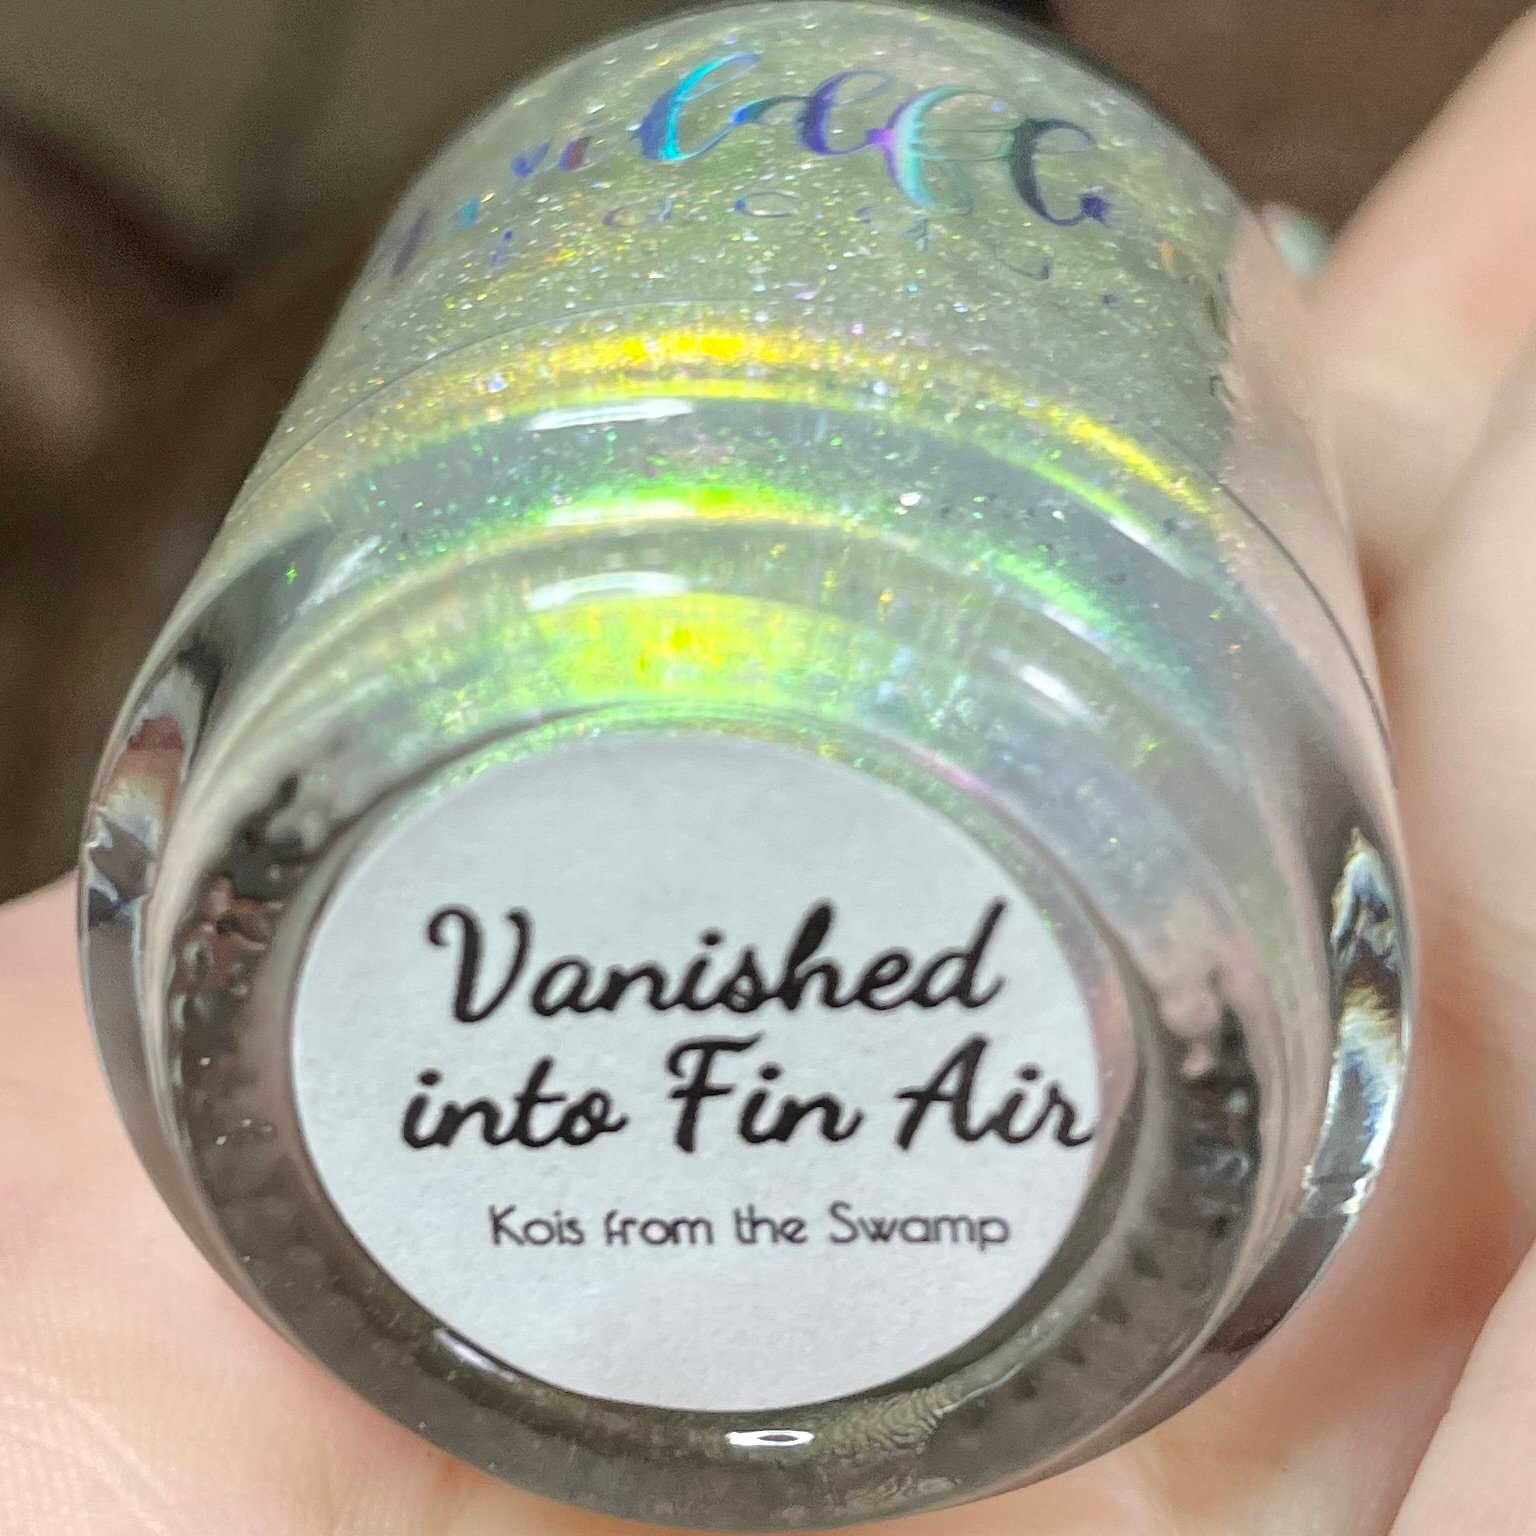 Vanished
into Fin Air
Kois from the Swamp